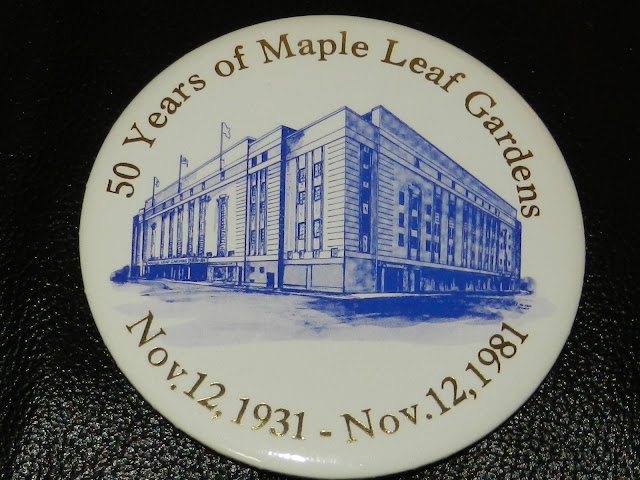 50 Years of Maple Leaf Gardens
Nov.12,1931 - Nov.12,1981